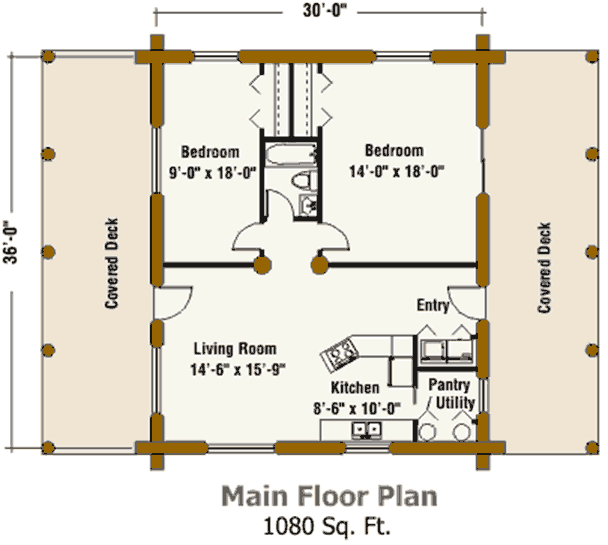 30'-0"
36'-0"
Covered Deck
Bedroom
9'-0" x 18'-0"
Bedroom
14'-0" x 18'-0"
Covered Deck
Entry
Living Room
14'-6" x 15'-9"
Kitchen
8'-6" x 10'-0"
Pantry
/ Utility
Main Floor Plan
1080 Sq. Ft.